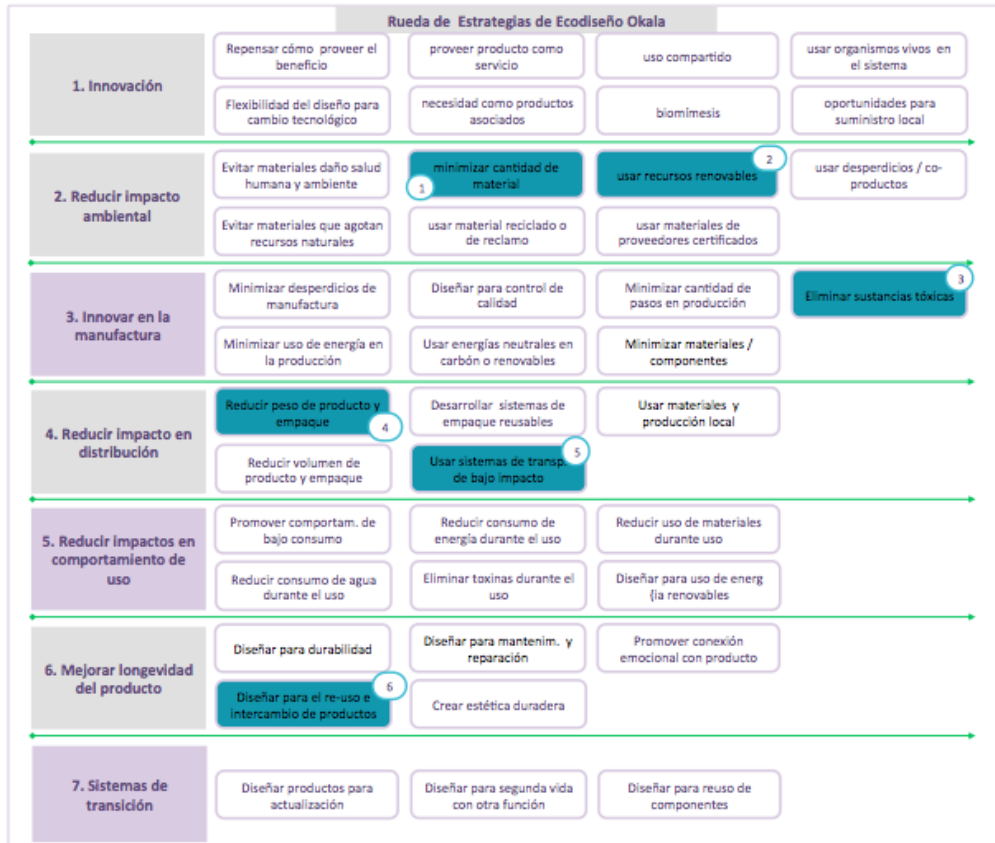 Rueda de Estrategias de Ecodiseño Okala
1. Innovación
Repensar cómo proveer el
beneficio
proveer producto como
servicio
uso compartido
usar organismos vivos en
el sistema
Flexibilidad del diseño para
cambio tecnológico
necesidad como productos
asociados
biomímesis
oportunidades para
suministro local
2. Reducir impacto
ambiental
Evitar materiales daño salud
humana y ambiente
minimizar cantidad de
material
1
usar recursos renovables
2
usar desperdicios / co-
productos
Evitar materiales que agotan
recursos naturales
usar material reciclado o
de reclamo
usar materiales de
proveedores certificados
3. Innovar en la
manufactura
Minimizar desperdicios de
manufactura
Diseñar para control de
calidad
Minimizar cantidad de
pasos en producción
Eliminar sustancias tóxicas
3
Minimizar uso de energía en
la producción
Usar energías neutrales en
carbón o renovables
Minimizar materiales /
componentes
4. Reducir impacto en
distribución
Reducir peso de producto y
empaque
4
Desarrollar sistemas de
empaque reusables
Usar materiales y
producción local
Reducir volumen de
producto y empaque
Usar sistemas de transp.
de bajo impacto
5
5. Reducir impactos en
comportamiento de
uso
Promover comportam. de
bajo consumo
Reducir consumo de
energía durante el uso
Reducir uso de materiales
durante uso
Reducir consumo de agua
durante el uso
Eliminar toxinas durante el
uso
Diseñar para uso de energ
{ia renovables
6. Mejorar longevidad
del producto
Diseñar para durabilidad
Diseñar para mantenim. y
reparación
Promover conexión
emocional con producto
Diseñar para el re-uso e
intercambio de productos
6
Crear estética duradera
7. Sistemas de
transición
Diseñar productos para
actualización
Diseñar para segunda vida
con otra función
Diseñar para reuso de
componentes